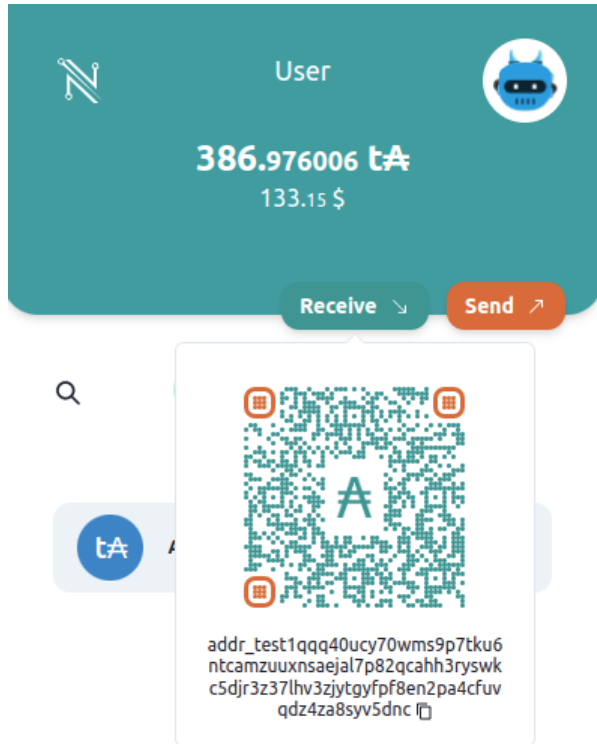 User
386.976006 t₳
133.15 $
Receive ↘
Send ↗
₳
t₳
A
addr_test1qqq40ucy70wms9p7tku6
ntcamzuuxnsaejal7p82qcahh3ryswk
c5djr3z37lhv3zjytgyfpf8en2pa4cfuv
qdz4za8syv5dnc